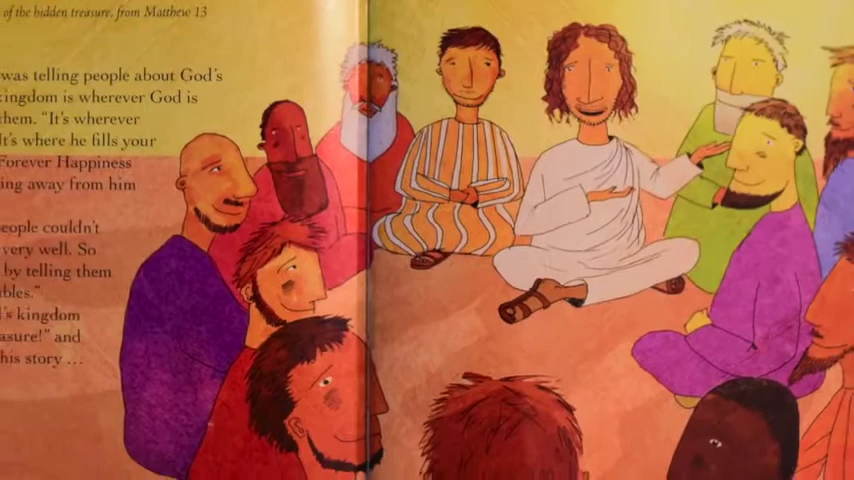 of the hidden treasure, from Matthew 13
was telling people about God's
kingdom is wherever God is
them. "It's wherever
It's where he fills your
Forever Happiness
ing away from him
people couldn't
very well. So
by telling them
bles."
's kingdom
asure!" and
his story ...